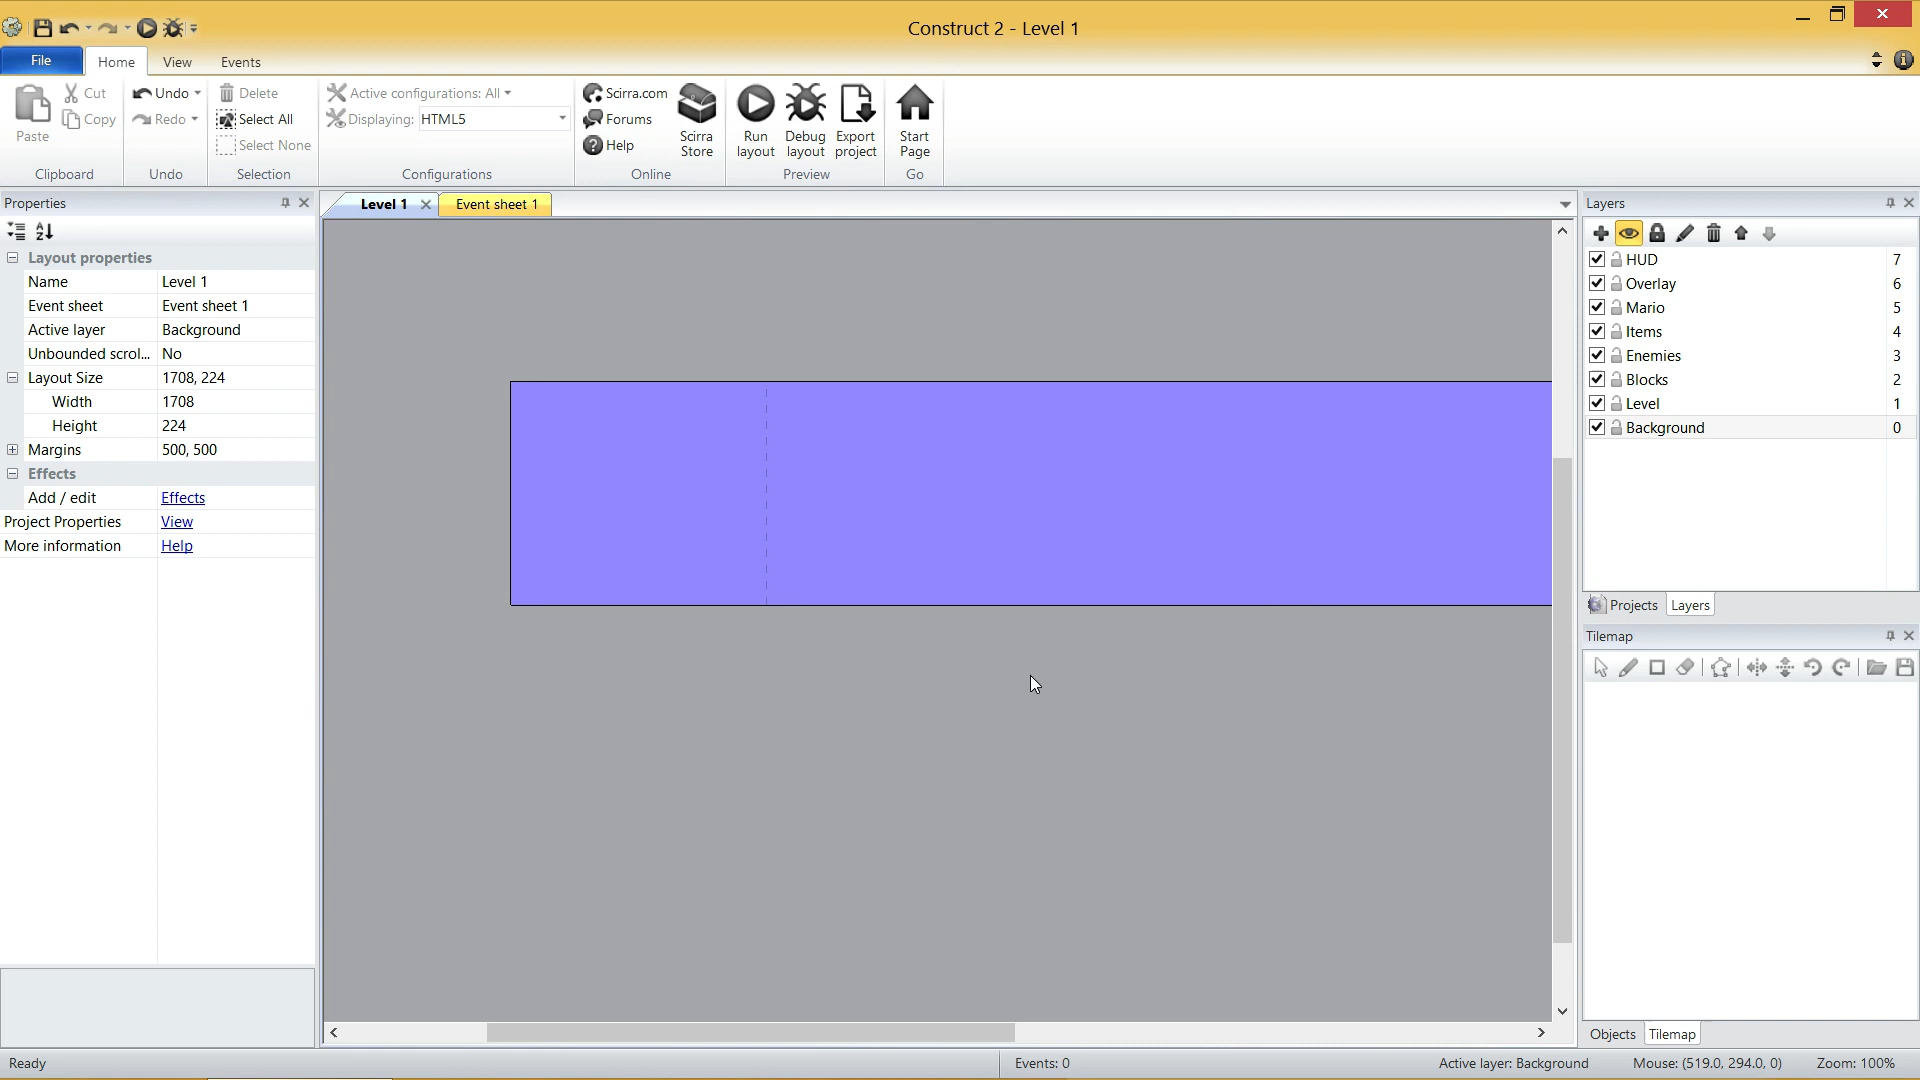 Construct 2 - Level 1
File Home View Events
Paste Cut Copy Clipboard
Undo Redo Undo
Delete Select All Select None Selection
Active configurations: All
Displaying: HTML5
Configurations
Scirra.com Forums Help
Scirra Store
Online
Run layout Debug layout Export project
Preview
Start Page
Go
Properties
Layout properties
Name Level 1
Event sheet Event sheet 1
Active layer Background
Unbounded scrol... No
Layout Size 1708, 224
Width 1708
Height 224
Margins 500, 500
Effects
Add / edit Effects
Project Properties View
More information Help
Level 1 Event sheet 1
Layers
HUD 7
Overlay 6
Mario 5
Items 4
Enemies 3
Blocks 2
Level 1
Background 0
Projects Layers
Tilemap
Objects Tilemap
Ready Events: 0 Active layer: Background Mouse: (519.0, 294.0, 0) Zoom: 100%